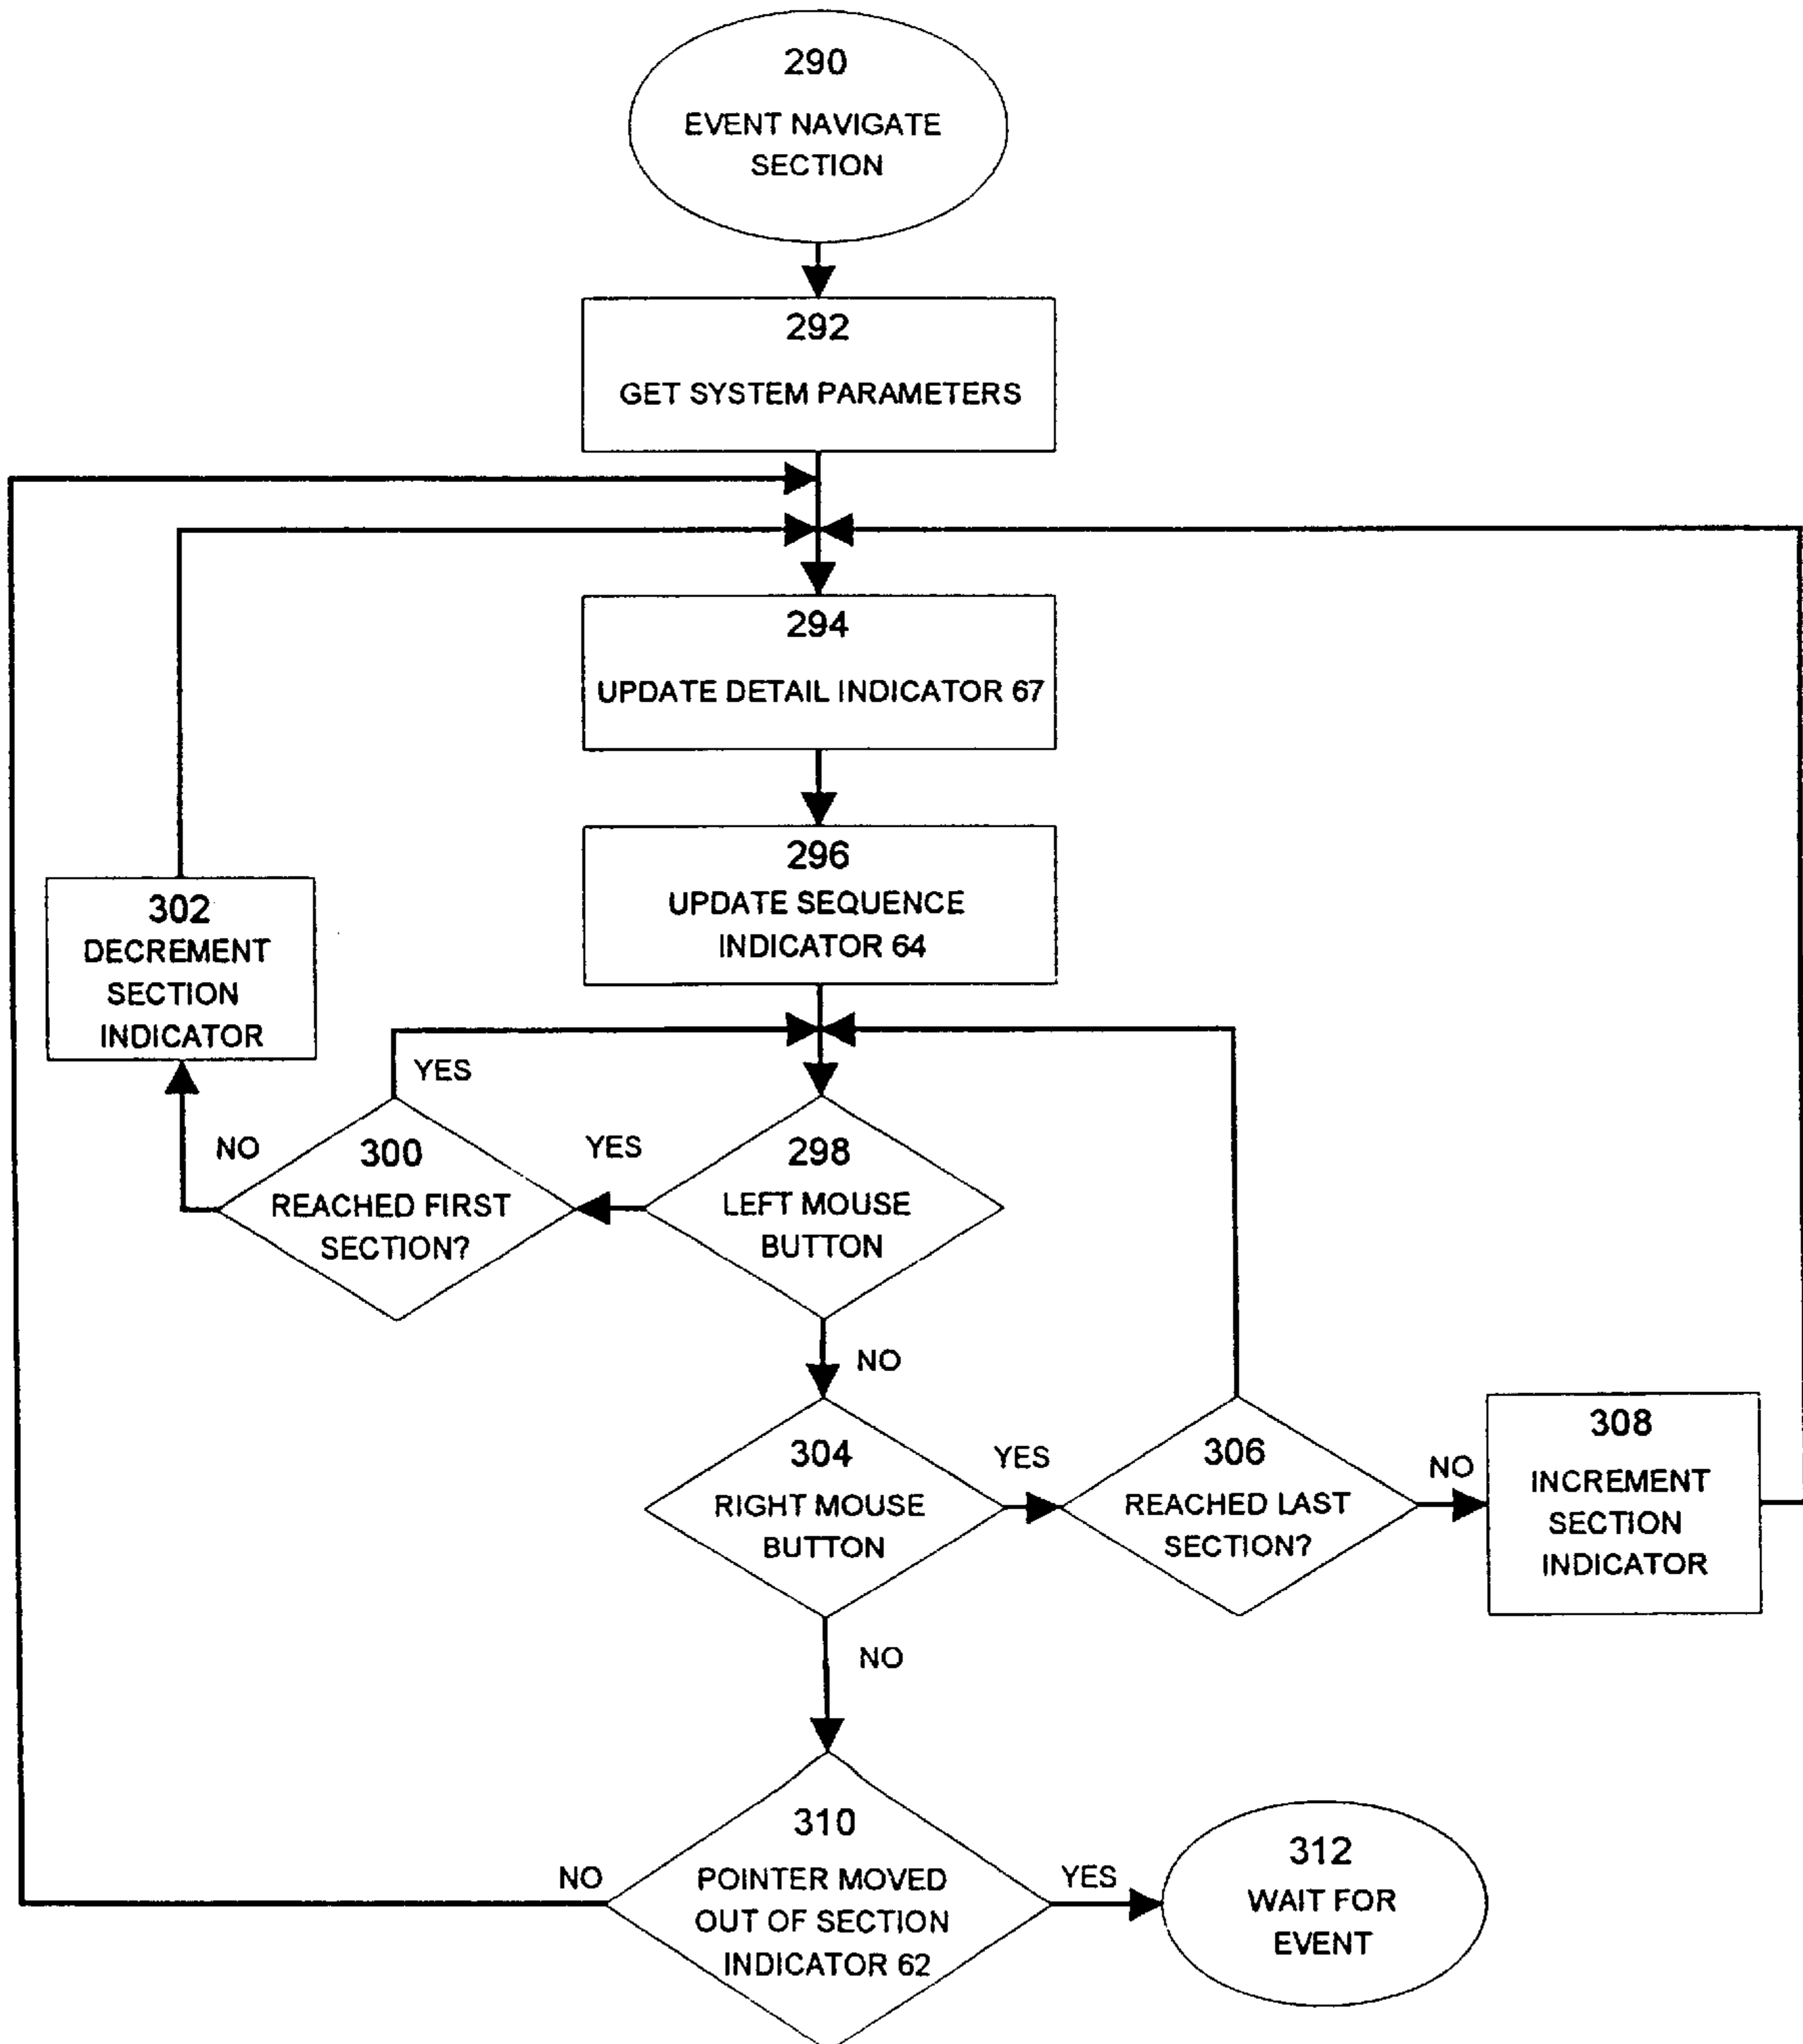 290
EVENT NAVIGATE
SECTION
292
GET SYSTEM PARAMETERS
294
UPDATE DETAIL INDICATOR 67
296
UPDATE SEQUENCE
INDICATOR 64
302
DECREMENT
SECTION
INDICATOR
YES
NO
300
REACHED FIRST
SECTION?
YES
298
LEFT MOUSE
BUTTON
NO
304
RIGHT MOUSE
BUTTON
YES
306
REACHED LAST
SECTION?
NO
308
INCREMENT
SECTION
INDICATOR
NO
310
POINTER MOVED
OUT OF SECTION
INDICATOR 62
NO
YES
312
WAIT FOR
EVENT